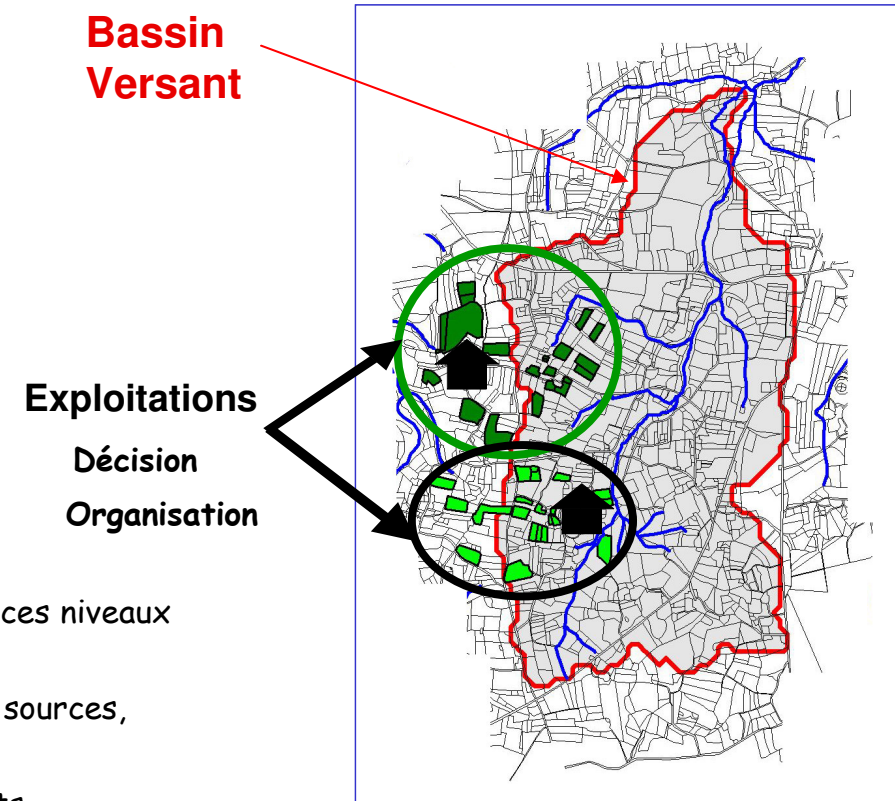 Bassin
Versant
Exploitations
Décision
Organisation
ces niveaux
sources,